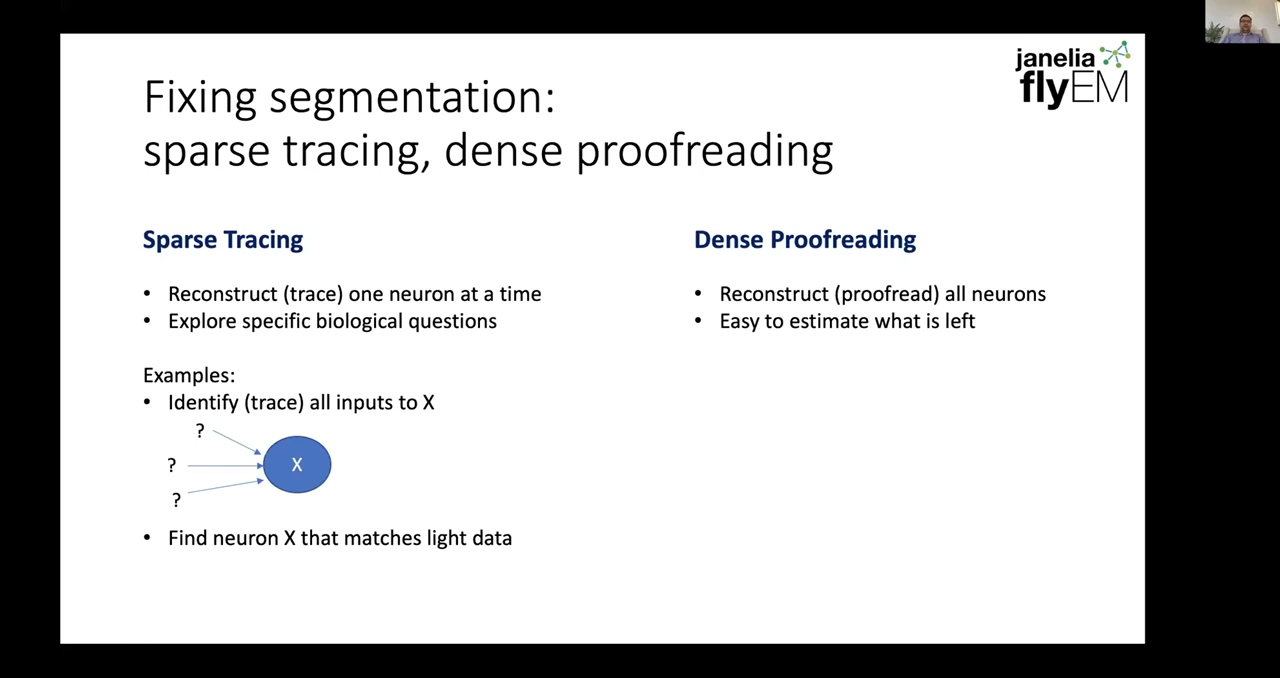 janelia
flyEM
Fixing segmentation:
sparse tracing, dense proofreading
Sparse Tracing
• Reconstruct (trace) one neuron at a time
• Explore specific biological questions
Examples:
• Identify (trace) all inputs to X
?
?
?
X
• Find neuron X that matches light data
Dense Proofreading
• Reconstruct (proofread) all neurons
• Easy to estimate what is left